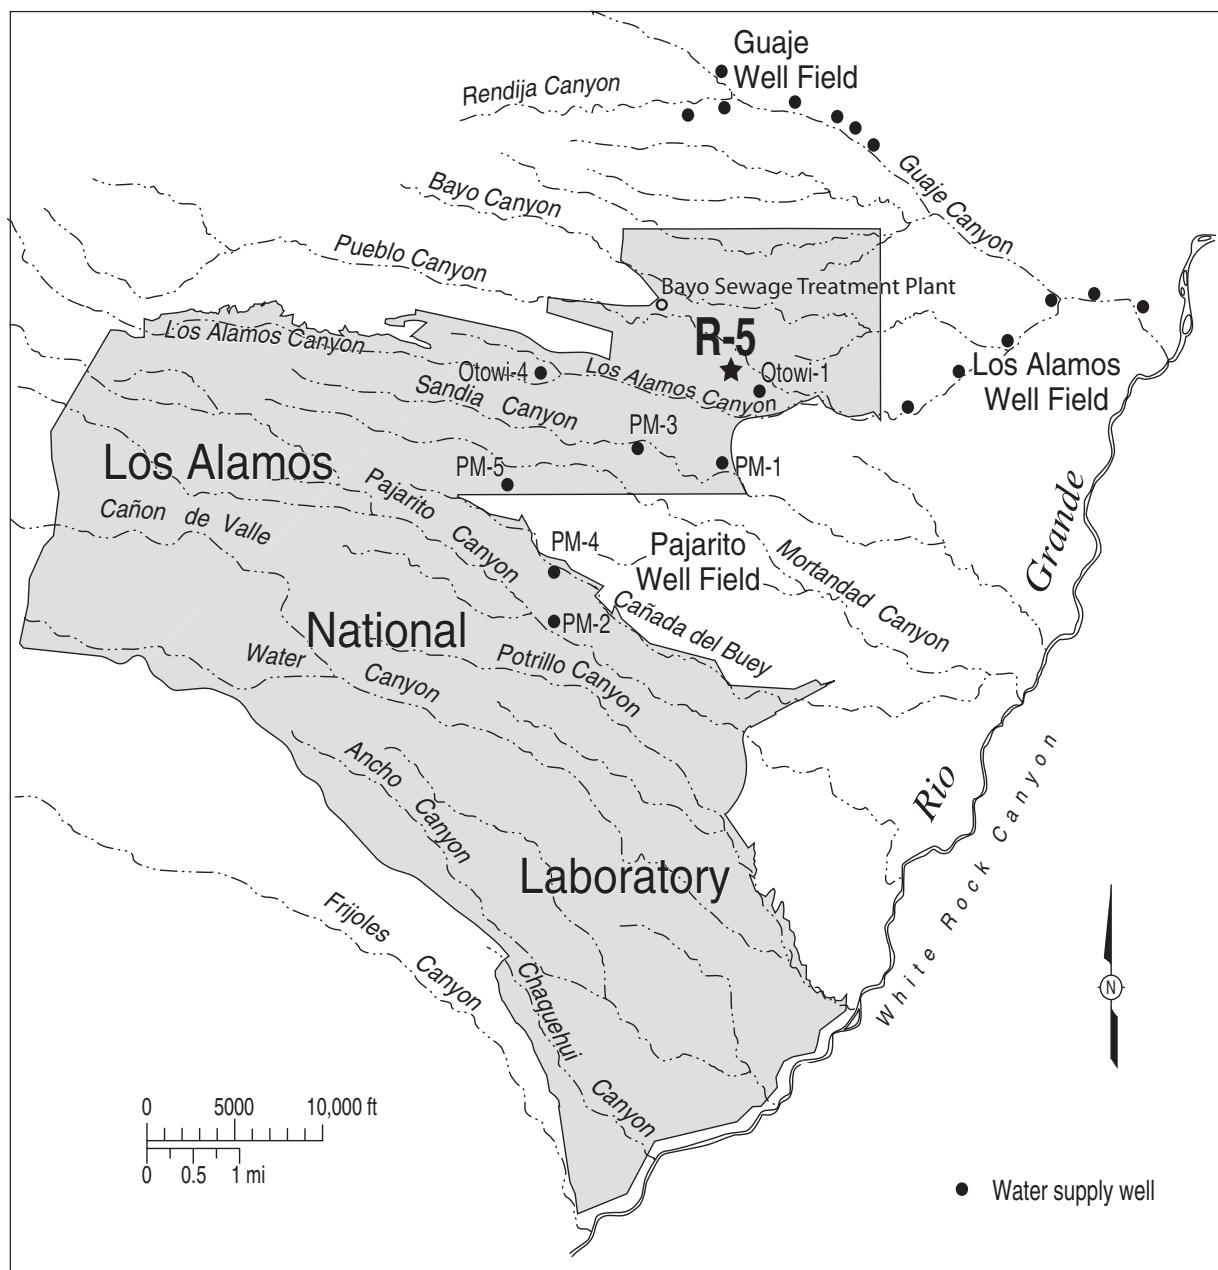 Guaje
Well Field
Rendija Canyon
Guaje Canyon
Bayo Canyon
Pueblo Canyon
Bayo Sewage Treatment Plant
R-5
Los Alamos Canyon
Otowi-4
Los Alamos Canyon
Otowi-1
Los Alamos
Well Field
Sandia Canyon
PM-3
PM-1
PM-5
Los Alamos
Pajarito Canyon
Cañon de Valle
PM-4
Pajarito
Well Field
Mortandad Canyon
Rio Grande
Cañada del Buey
PM-2
National
Water Canyon
Potrillo Canyon
Ancho Canyon
White Rock Canyon
Laboratory
Frijoles Canyon
Chaquehui Canyon
N
0 5000 10,000 ft
0 0.5 1 mi
Water supply well